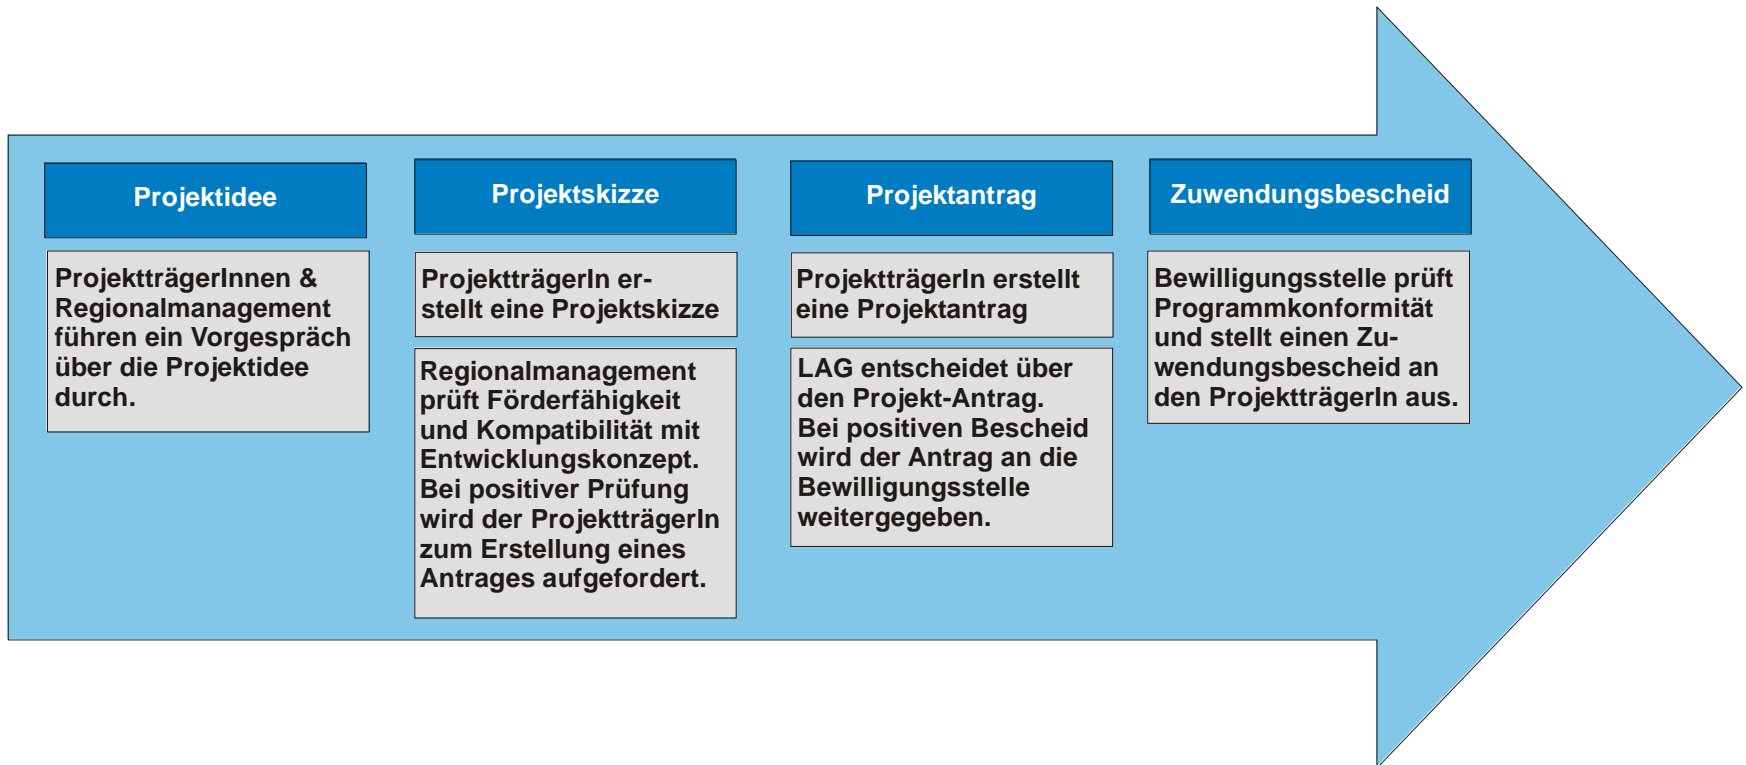 Projektidee
ProjektträgerInnen &
Regionalmanagement
führen ein Vorgespräch
über die Projektidee
durch.
Projektskizze
ProjektträgerIn er-
stellt eine Projektskizze
Regionalmanagement
prüft Förderfähigkeit
und Kompatibilität mit
Entwicklungskonzept.
Bei positiver Prüfung
wird der ProjektträgerIn
zum Erstellung eines
Antrages aufgefordert.
Projektantrag
ProjektträgerIn erstellt
eine Projektantrag
LAG entscheidet über
den Projekt-Antrag.
Bei positiven Bescheid
wird der Antrag an die
Bewilligungsstelle
weitergegeben.
Zuwendungsbescheid
Bewilligungsstelle prüft
Programmkonformität
und stellt einen Zu-
wendungsbescheid an
den ProjektträgerIn aus.